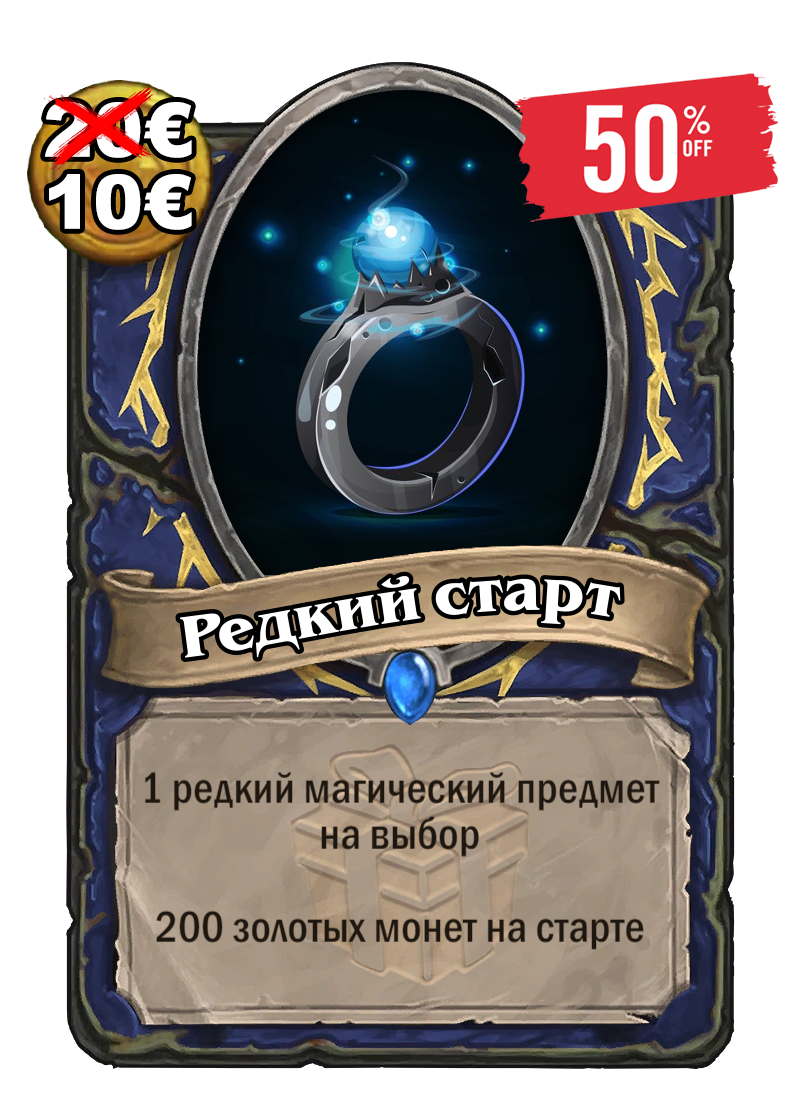 20€
10€
50% OFF
Редкий старт
1 редкий магический предмет
на выбор
200 золотых монет на старте